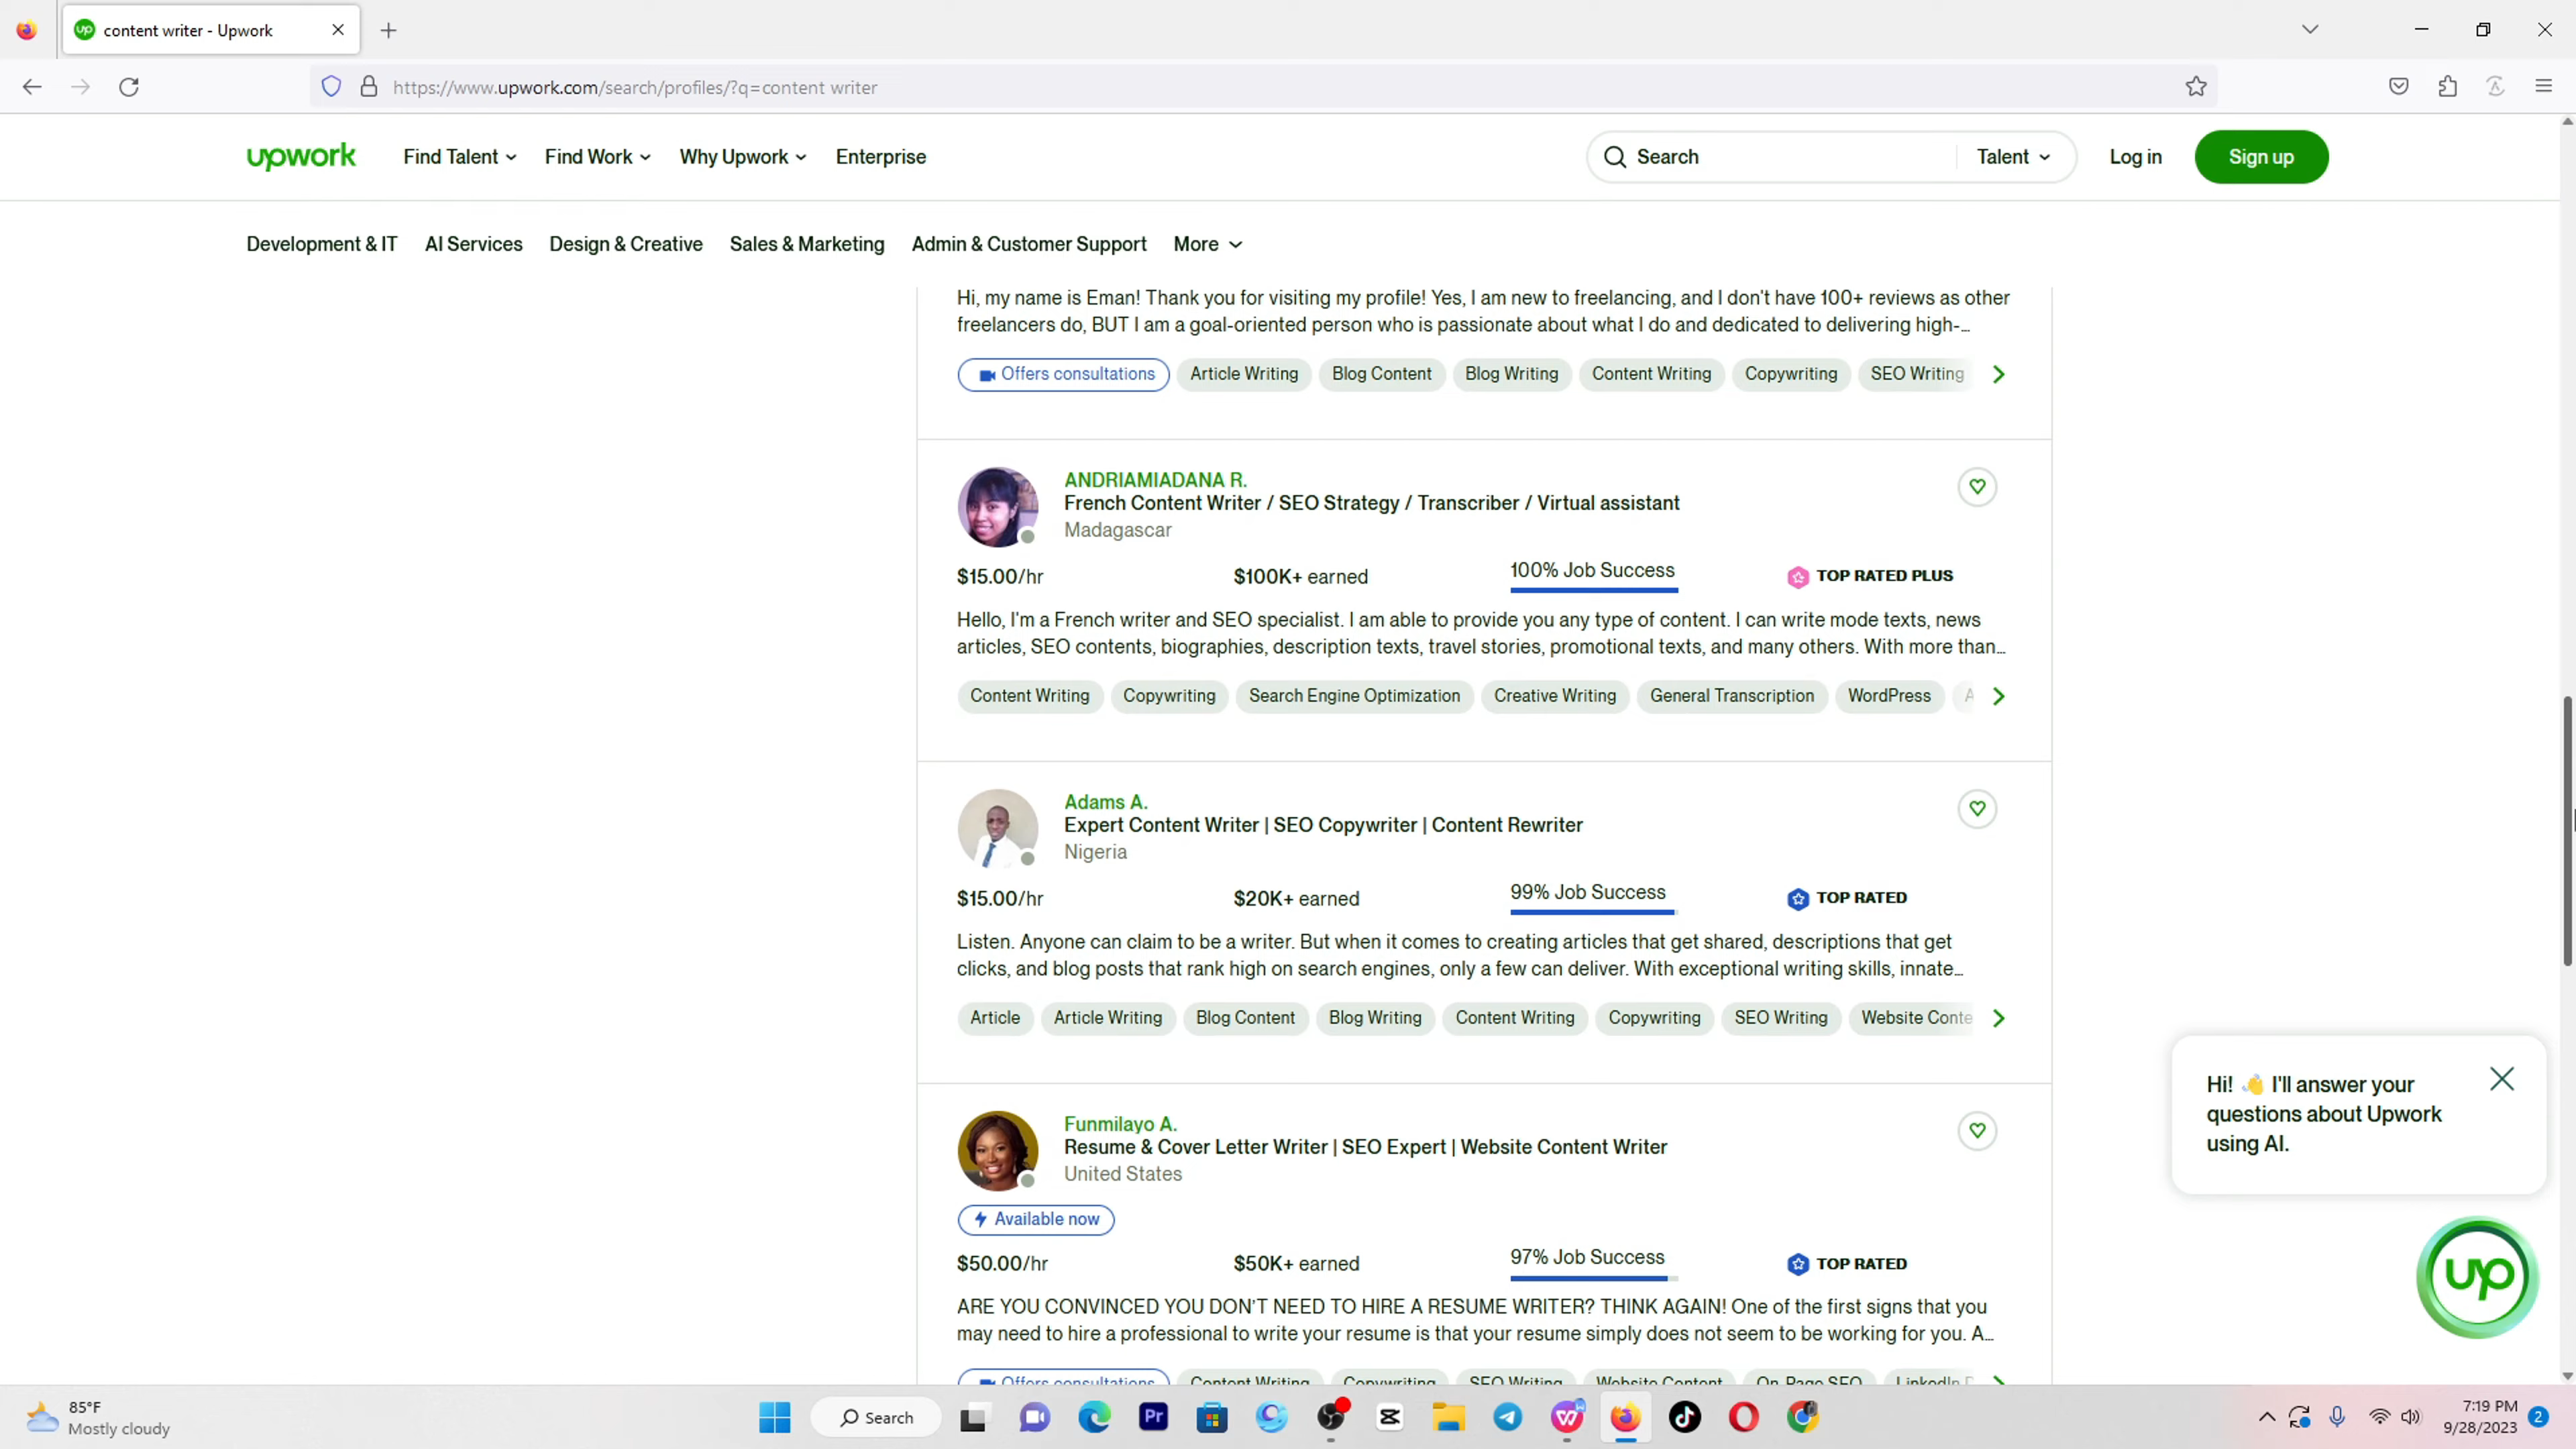 content writer - Upwork
https://www.upwork.com/search/profiles/?q=content writer
upwork
Find Talent
Find Work
Why Upwork
Enterprise
Search
Talent
Log in
Sign up
Development & IT
AI Services
Design & Creative
Sales & Marketing
Admin & Customer Support
More
Hi, my name is Eman! Thank you for visiting my profile! Yes, I am new to freelancing, and I don't have 100+ reviews as other
freelancers do, BUT I am a goal-oriented person who is passionate about what I do and dedicated to delivering high-...
Offers consultations
Article Writing
Blog Content
Blog Writing
Content Writing
Copywriting
SEO Writing
ANDRIAMIADANA R.
French Content Writer / SEO Strategy / Transcriber / Virtual assistant
Madagascar
$15.00/hr
$100K+ earned
100% Job Success
TOP RATED PLUS
Hello, I'm a French writer and SEO specialist. I am able to provide you any type of content. I can write mode texts, news
articles, SEO contents, biographies, description texts, travel stories, promotional texts, and many others. With more than...
Content Writing
Copywriting
Search Engine Optimization
Creative Writing
General Transcription
WordPress
A
Adams A.
Expert Content Writer | SEO Copywriter | Content Rewriter
Nigeria
$15.00/hr
$20K+ earned
99% Job Success
TOP RATED
Listen. Anyone can claim to be a writer. But when it comes to creating articles that get shared, descriptions that get
clicks, and blog posts that rank high on search engines, only a few can deliver. With exceptional writing skills, innate...
Article
Article Writing
Blog Content
Blog Writing
Content Writing
Copywriting
SEO Writing
Website Conte
Funmilayo A.
Resume & Cover Letter Writer | SEO Expert | Website Content Writer
United States
Available now
$50.00/hr
$50K+ earned
97% Job Success
TOP RATED
ARE YOU CONVINCED YOU DON'T NEED TO HIRE A RESUME WRITER? THINK AGAIN! One of the first signs that you
may need to hire a professional to write your resume is that your resume simply does not seem to be working for you. A...
Offers consultations
Content Writing
Copywriting
SEO Writing
Website Content
On-Page SEO
LinkedIn D
Hi! 👋 I'll answer your
questions about Upwork
using AI.
up
85°F
Mostly cloudy
Search
Pr
7:19 PM
9/28/2023
2